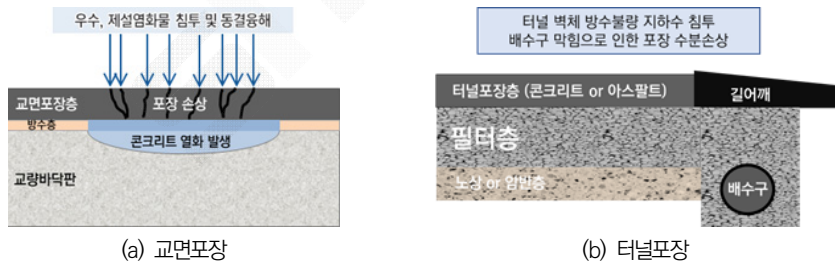 우수, 제설염화물 침투 및 동결융해
교면포장층
포장 손상
방수층
콘크리트 열화 발생
교량바닥판
(a) 교면포장
터널 벽체 방수불량 지하수 침투
배수구 막힘으로 인한 포장 수분손상
터널포장층 (콘크리트 or 아스팔트)
길어깨
필터층
노상 or 암반층
배수구
(b) 터널포장